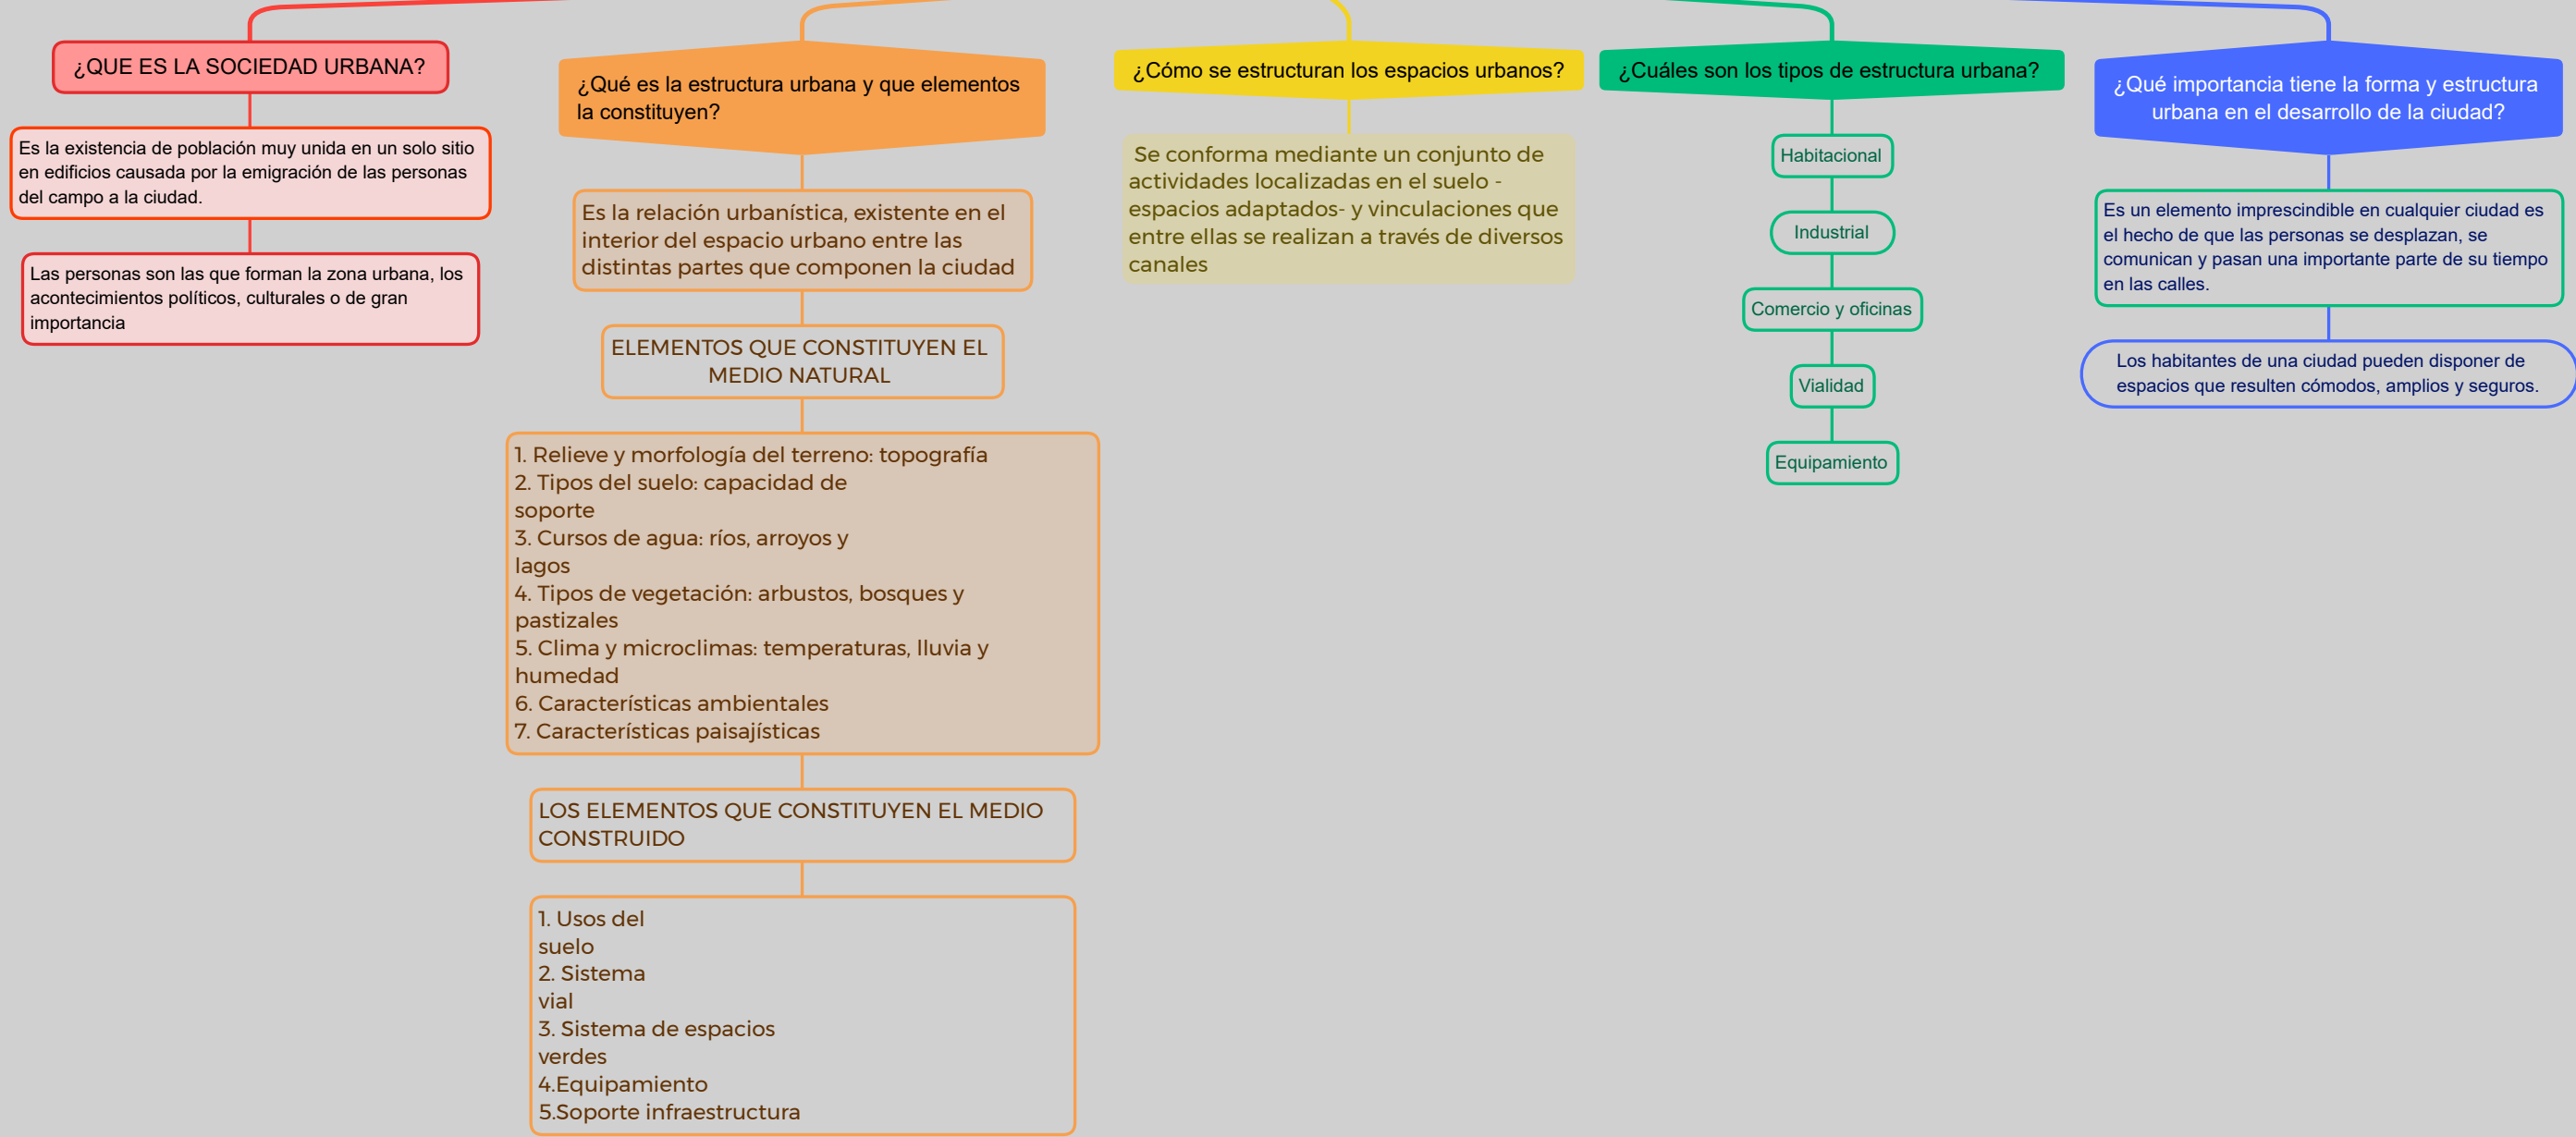 ¿QUE ES LA SOCIEDAD URBANA?
Es la existencia de población muy unida en un solo sitio
en edificios causada por la emigración de las personas
del campo a la ciudad.
Las personas son las que forman la zona urbana, los
acontecimientos políticos, culturales o de gran
importancia
¿Qué es la estructura urbana y que elementos
la constituyen?
Es la relación urbanística, existente en el
interior del espacio urbano entre las
distintas partes que componen la ciudad
ELEMENTOS QUE CONSTITUYEN EL
MEDIO NATURAL
1. Relieve y morfología del terreno: topografía
2. Tipos del suelo: capacidad de
soporte
3. Cursos de agua: ríos, arroyos y
lagos
4. Tipos de vegetación: arbustos, bosques y
pastizales
5. Clima y microclimas: temperaturas, lluvia y
humedad
6. Características ambientales
7. Características paisajísticas
LOS ELEMENTOS QUE CONSTITUYEN EL MEDIO
CONSTRUIDO
1. Usos del
suelo
2. Sistema
vial
3. Sistema de espacios
verdes
4.Equipamiento
5.Soporte infraestructura
¿Cómo se estructuran los espacios urbanos?
Se conforma mediante un conjunto de
actividades localizadas en el suelo -
espacios adaptados- y vinculaciones que
entre ellas se realizan a través de diversos
canales
¿Cuáles son los tipos de estructura urbana?
Habitacional
Industrial
Comercio y oficinas
Vialidad
Equipamiento
¿Qué importancia tiene la forma y estructura
urbana en el desarrollo de la ciudad?
Es un elemento imprescindible en cualquier ciudad es
el hecho de que las personas se desplazan, se
comunican y pasan una importante parte de su tiempo
en las calles.
Los habitantes de una ciudad pueden disponer de
espacios que resulten cómodos, amplios y seguros.